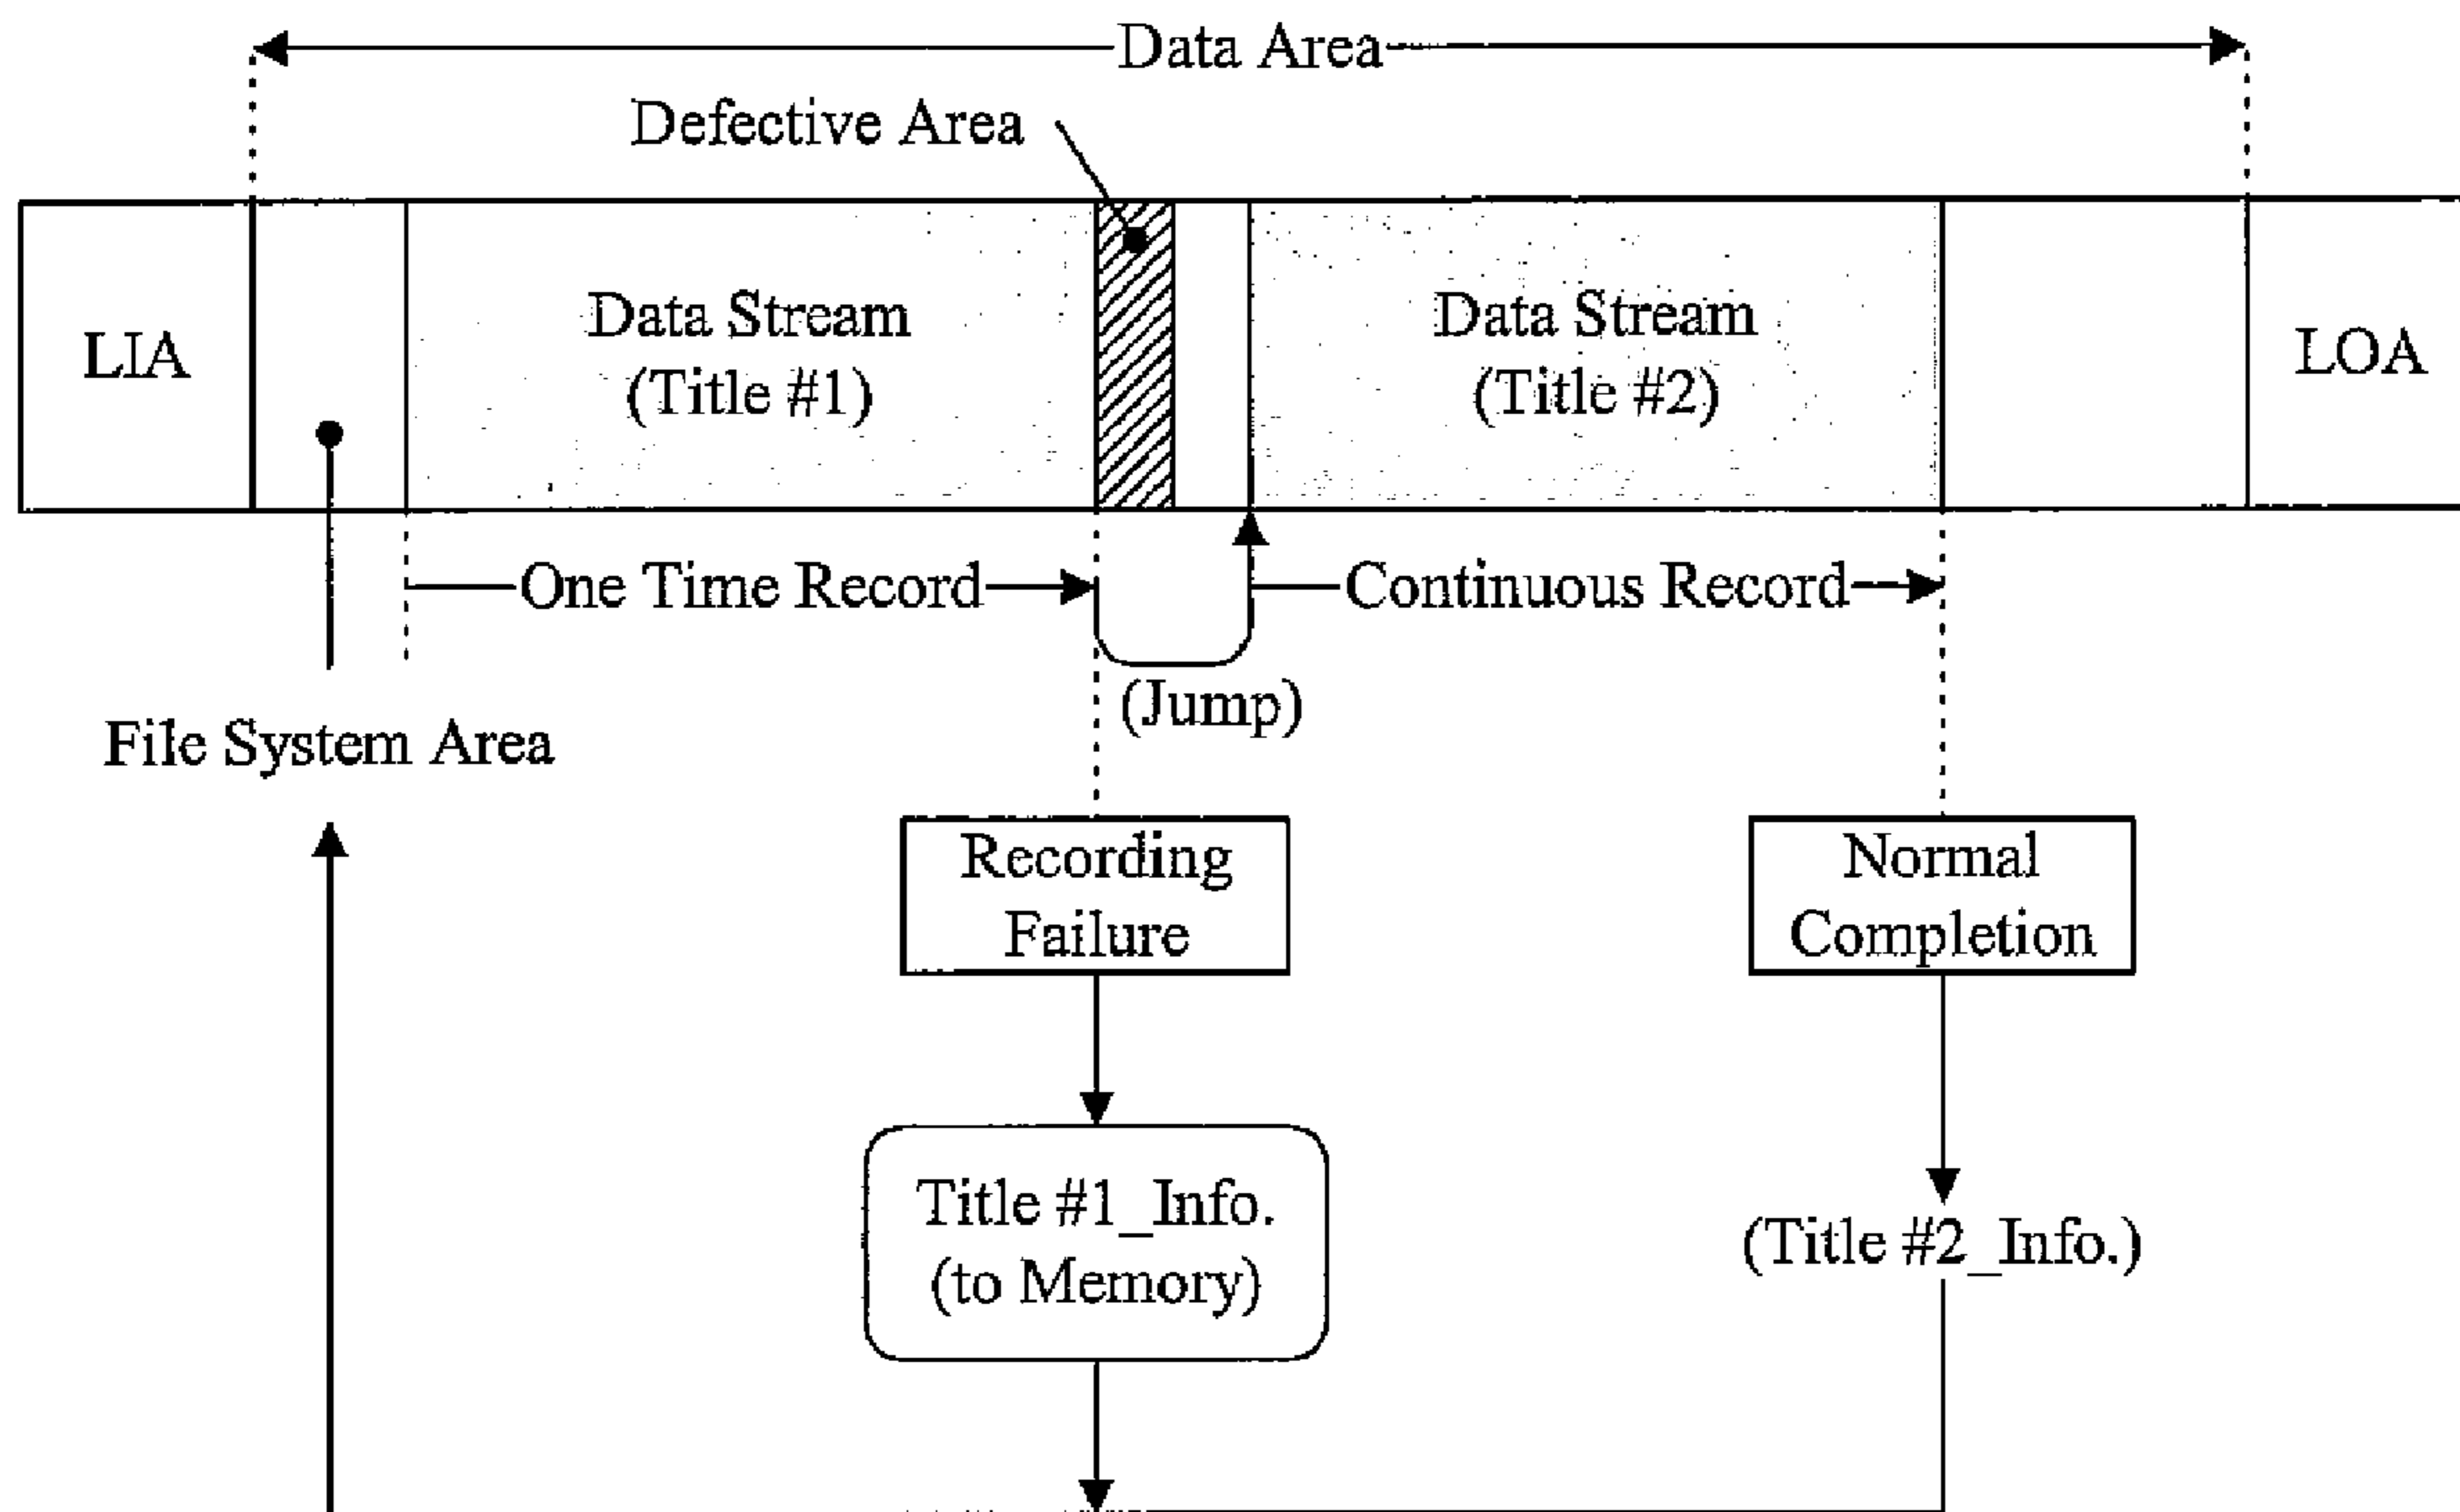 Data Area
Defective Area
LIA
Data Stream
(Title #1)
Data Stream
(Title #2)
LOA
One Time Record
Continuous Record
(Jump)
File System Area
Recording
Failure
Normal
Completion
Title #1_Info.
(to Memory)
(Title #2_Info.)